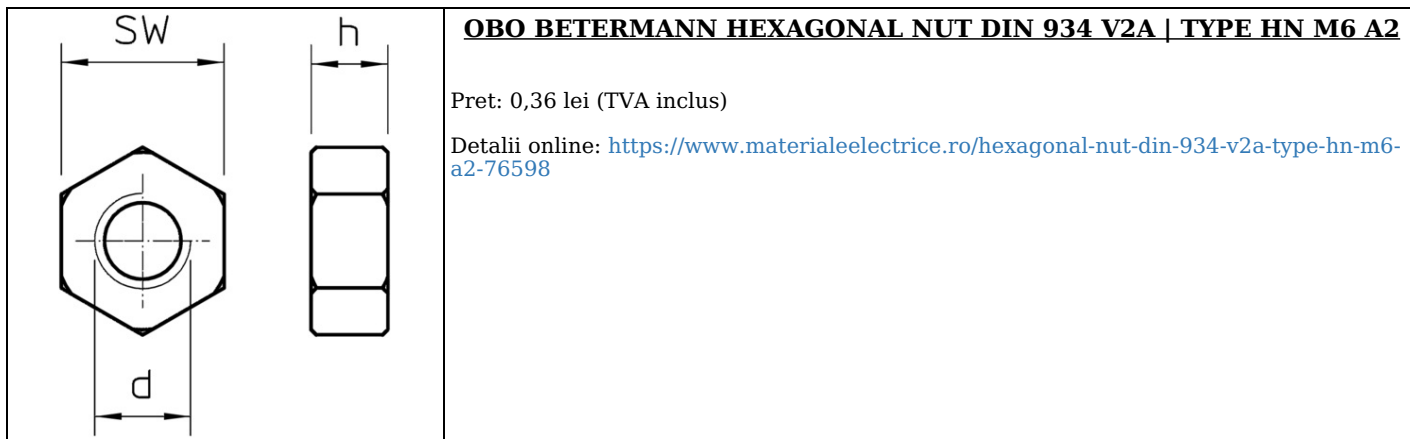 SW
h
d
OBO BETERMANN HEXAGONAL NUT DIN 934 V2A | TYPE HN M6 A2
Pret: 0,36 lei (TVA inclus)
Detalii online: https://www.materialeelectrice.ro/hexagonal-nut-din-934-v2a-type-hn-m6-
a2-76598